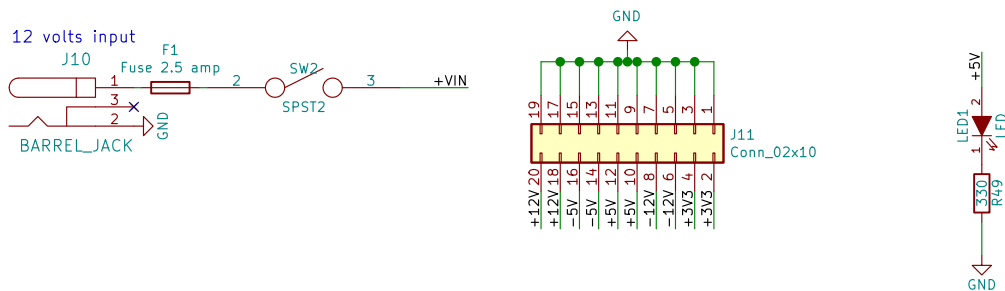 12 volts input
J10
F1
Fuse 2.5 amp
1
3
2
BARREL_JACK
GND
2
SW2
3
SPST2
+VIN
GND
19
17
15
13
11
9
7
5
3
1
J11
Conn_02x10
20
18
16
14
12
10
8
6
4
2
+12V
+12V
-5V
-5V
+5V
+5V
-12V
-12V
+3V3
+3V3
+5V
2
LED1
LED
1
330
R49
GND